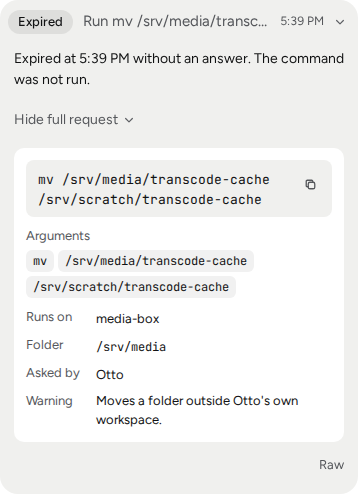 Expired Run mv /srv/media/transc... 5:39 PM
Expired at 5:39 PM without an answer. The command
was not run.
Hide full request
mv /srv/media/transcode-cache
/srv/scratch/transcode-cache
Arguments
mv /srv/media/transcode-cache
/srv/scratch/transcode-cache
Runs on media-box
Folder /srv/media
Asked by Otto
Warning Moves a folder outside Otto's own
workspace.
Raw